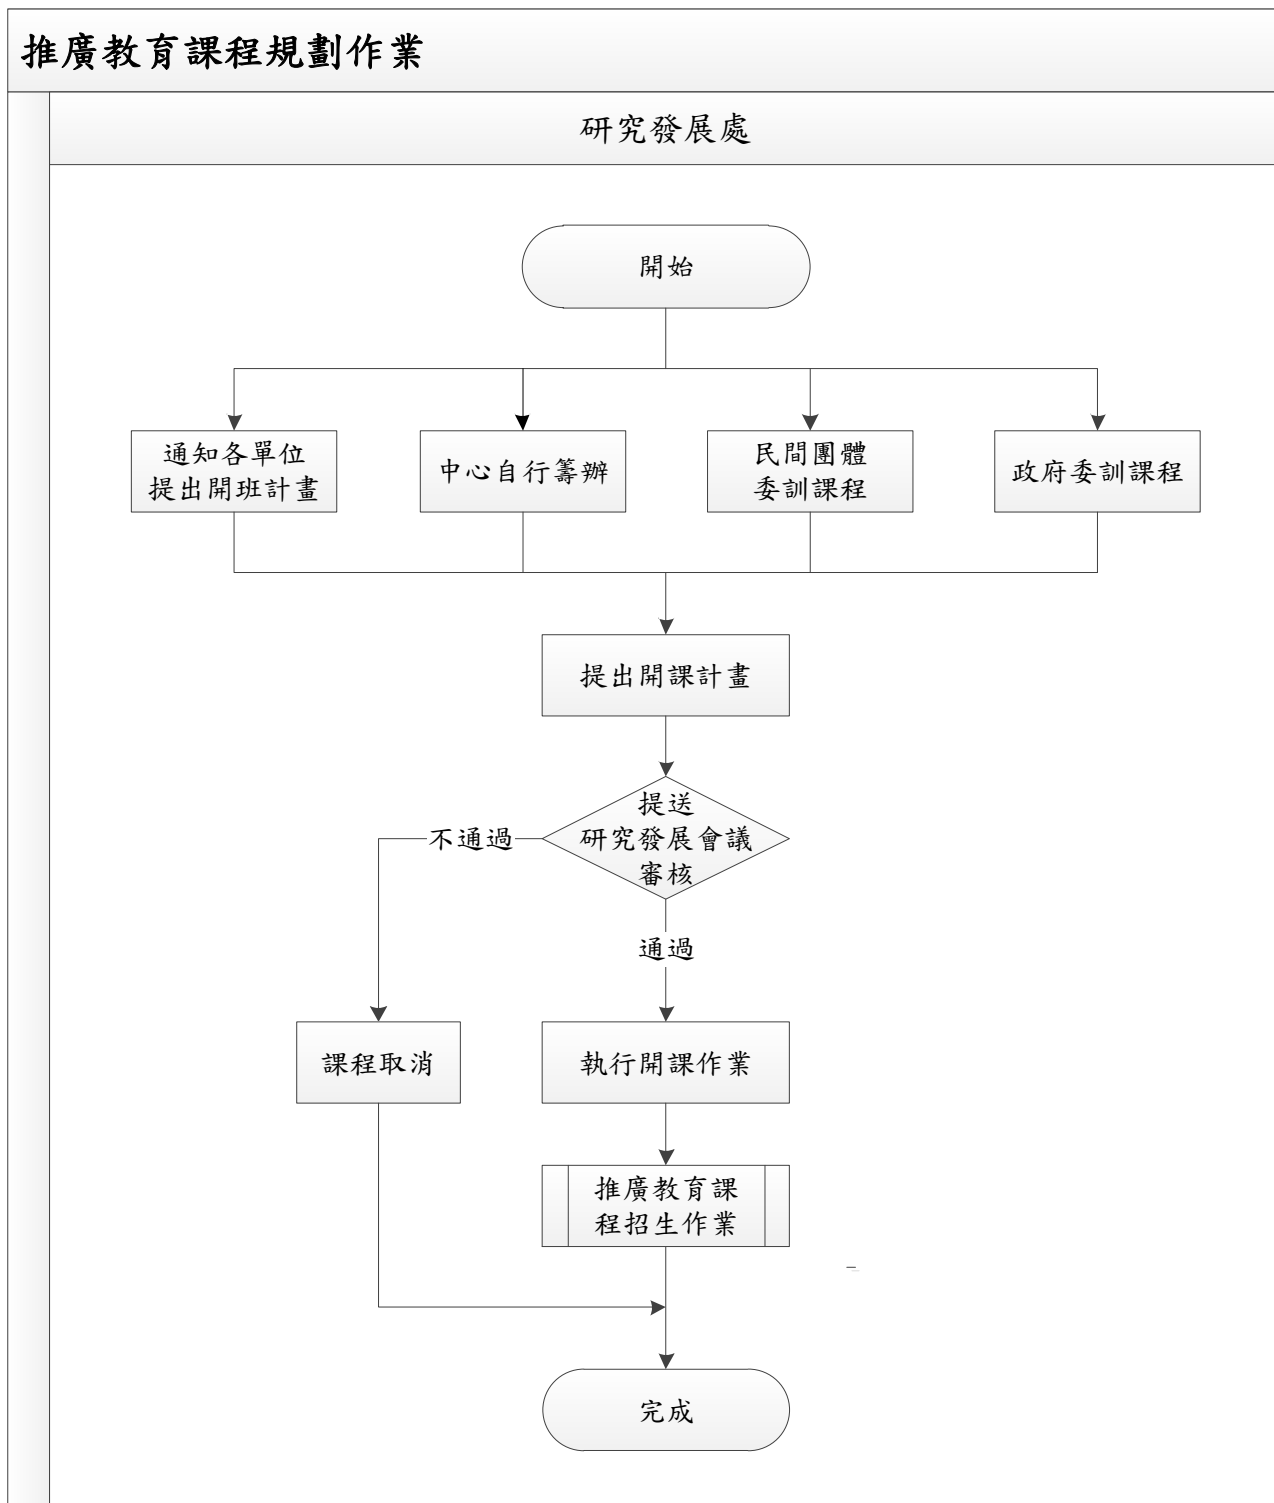 推廣教育課程規劃作業
研究發展處
開始
通知各單位
提出開班計畫
中心自行籌辦
民間團體
委訓課程
政府委訓課程
提出開課計畫
提送
研究發展會議
審核
不通過
通過
課程取消
執行開課作業
推廣教育課
程招生作業
完成